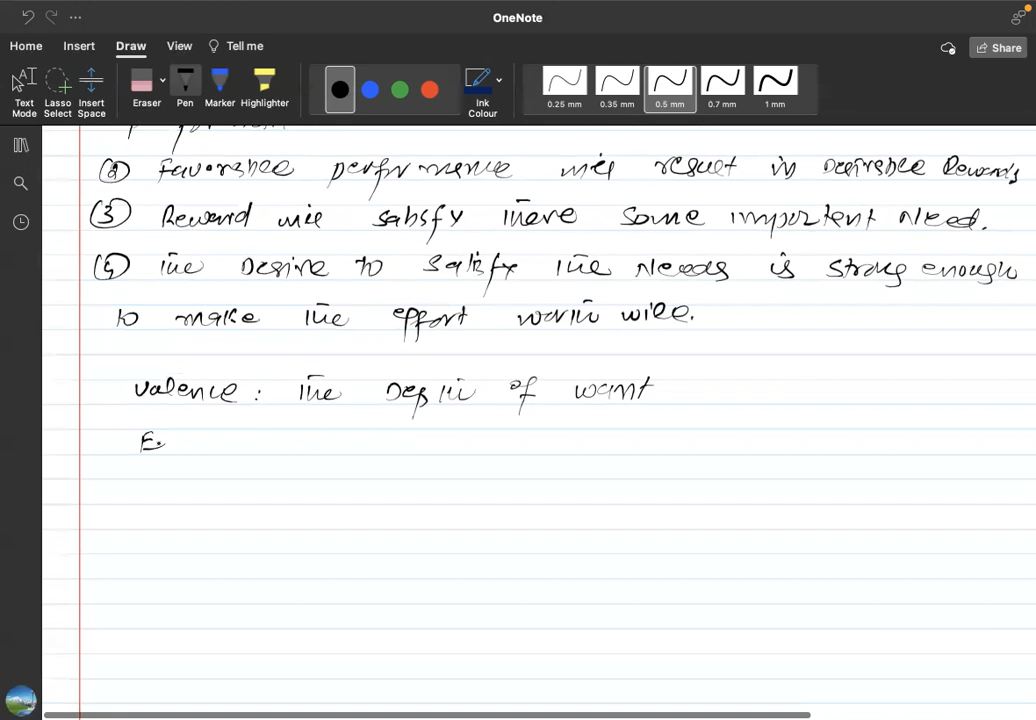 OneNote
Home Insert Draw View Tell me
Share
Text Mode Lasso Select Insert Space Eraser Pen Marker Highlighter Ink Colour 0.25 mm 0.35 mm 0.5 mm 0.7 mm 1 mm
(2) Favorable performance will result in desirable Rewards
(3) Reward will satisfy there some important Need.
(4) The Desire to satisfy the Needs is strong enough
to make the effort worth wile.
Valence : The Depth of want
E.